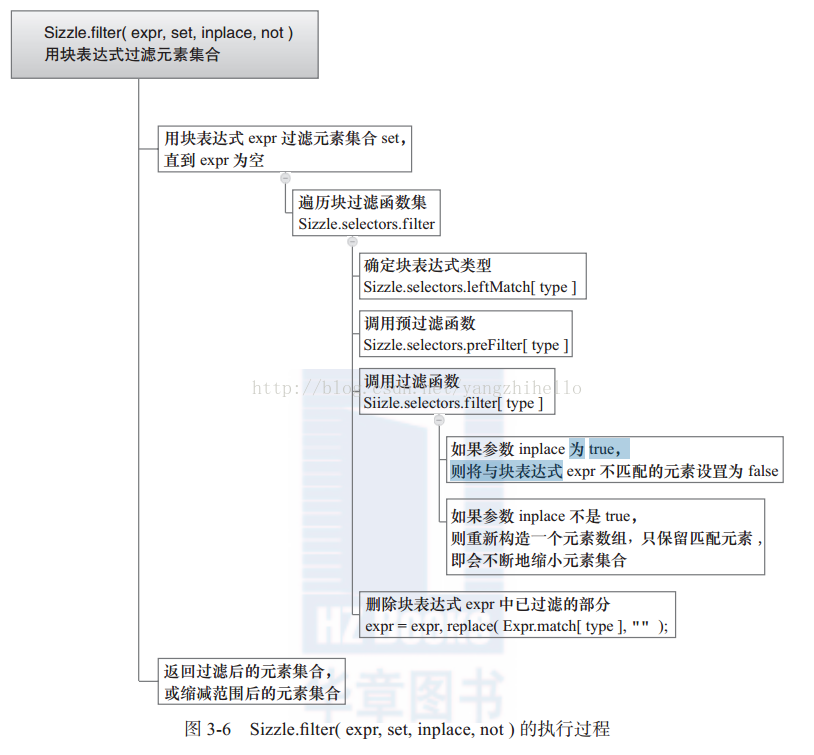 Sizzle.filter( expr, set, inplace, not )
用块表达式过滤元素集合
用块表达式 expr 过滤元素集合 set，
直到 expr 为空
遍历块过滤函数集
Sizzle.selectors.filter
确定块表达式类型
Sizzle.selectors.leftMatch[ type ]
调用预过滤函数
Sizzle.selectors.preFilter[ type ]
http://blog.csdn.net/yangzhihello
调用过滤函数
Sizzle.selectors.filter[ type ]
如果参数 inplace 为 true，
则将与块表达式 expr 不匹配的元素设置为 false
如果参数 inplace 不是 true，
则重新构造一个元素数组，只保留匹配元素，
即会不断地缩小元素集合
删除块表达式 expr 中已过滤的部分
expr = expr, replace( Expr.match[ type ], "" );
HZ Books
华章图书
返回过滤后的元素集合，
或缩减范围后的元素集合
图 3-6 Sizzle.filter( expr, set, inplace, not ) 的执行过程